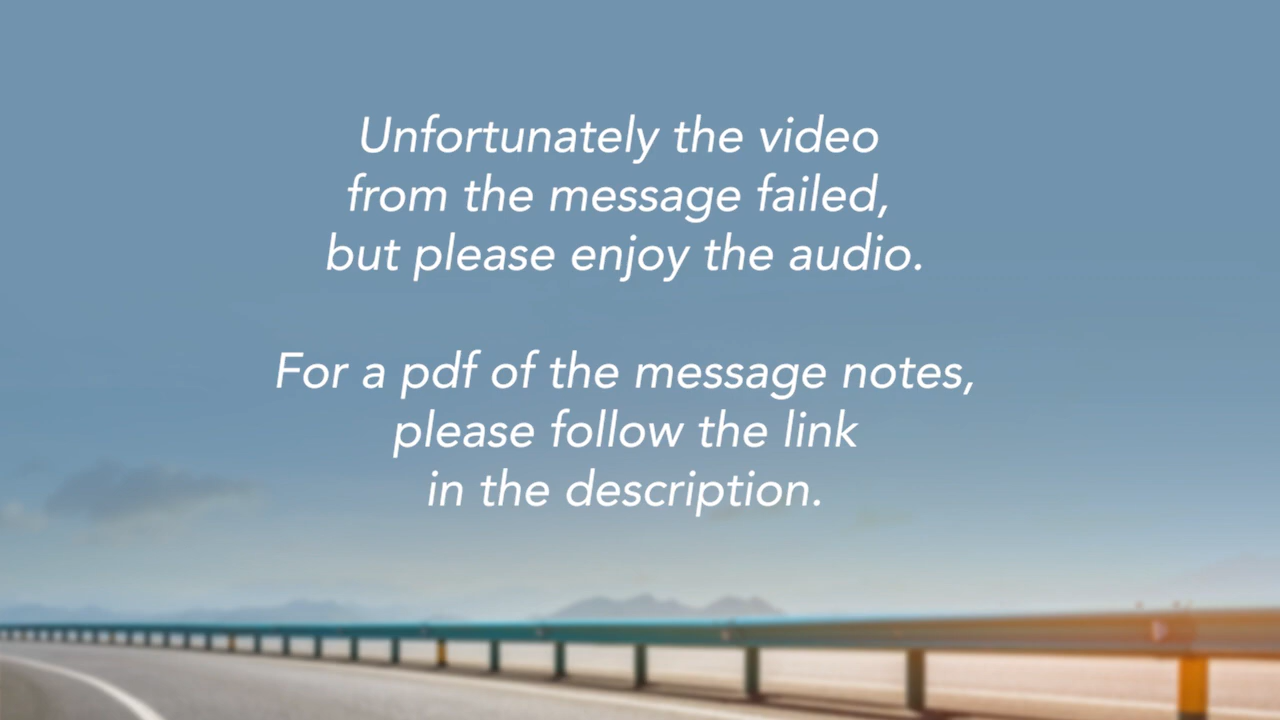 Unfortunately the video
from the message failed,
but please enjoy the audio.
For a pdf of the message notes,
please follow the link
in the description.